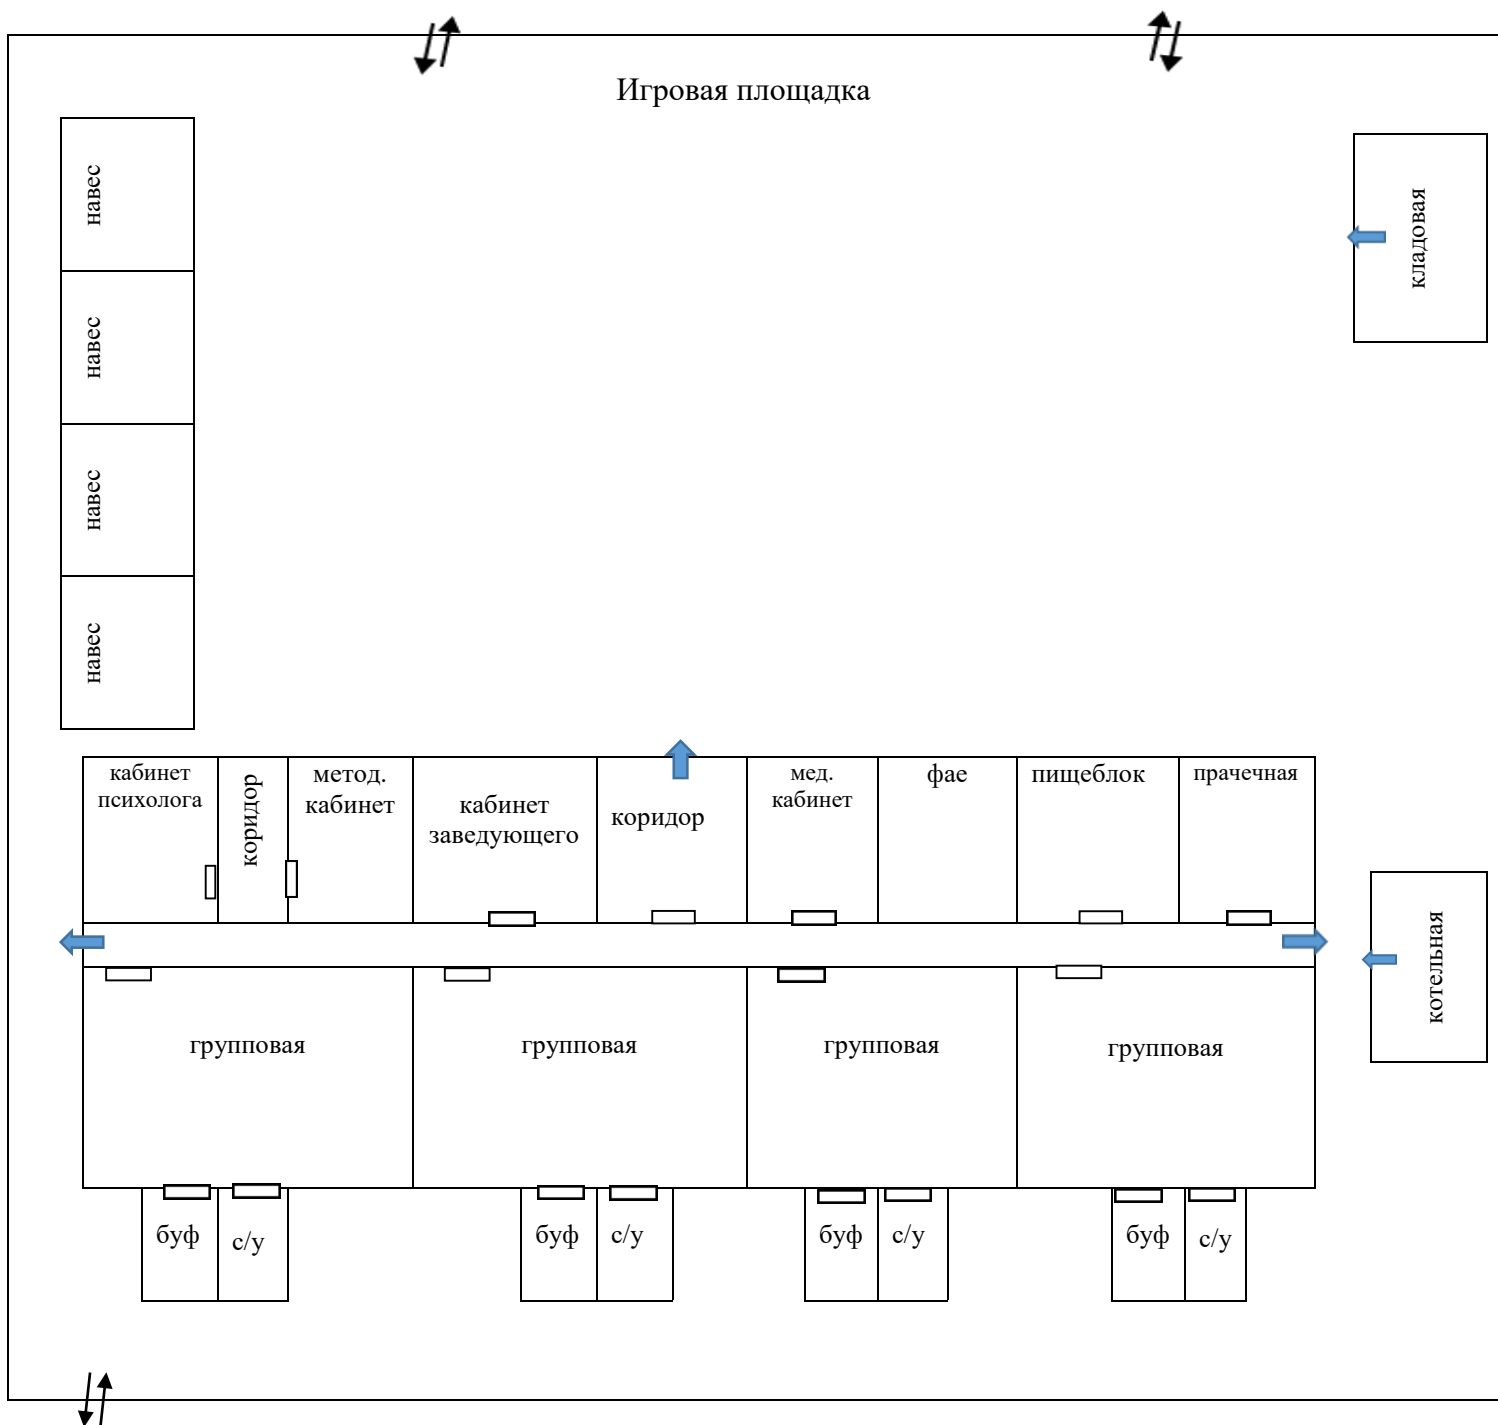 Игровая площадка
навес
кладовая
навес
навес
навес
кабинет
психолога
коридор
метод.
кабинет
кабинет
заведующего
коридор
мед.
кабинет
фае
пищеблок
прачечная
котельная
групповая
групповая
групповая
групповая
буф
с/у
буф
с/у
буф
с/у
буф
с/у